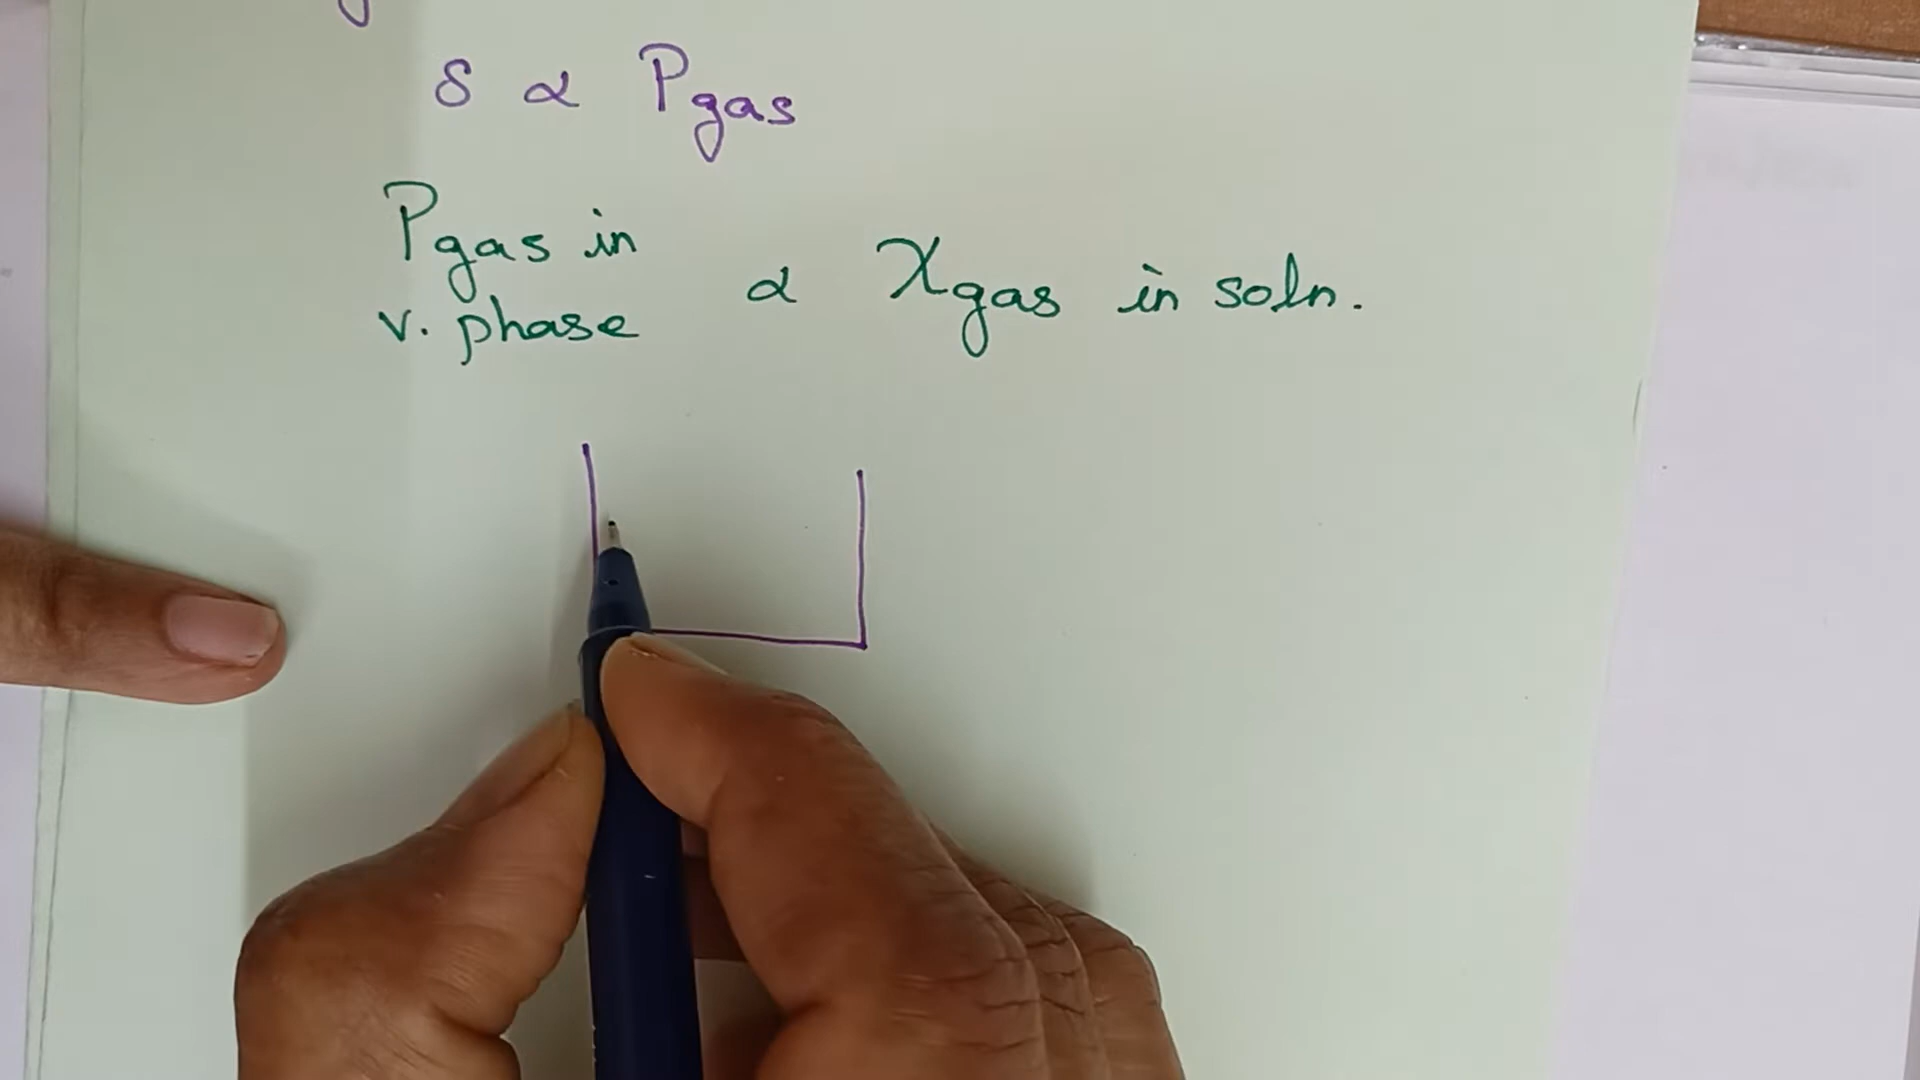 S α Pgas
Pgas in
v. phase α Xgas in soln.